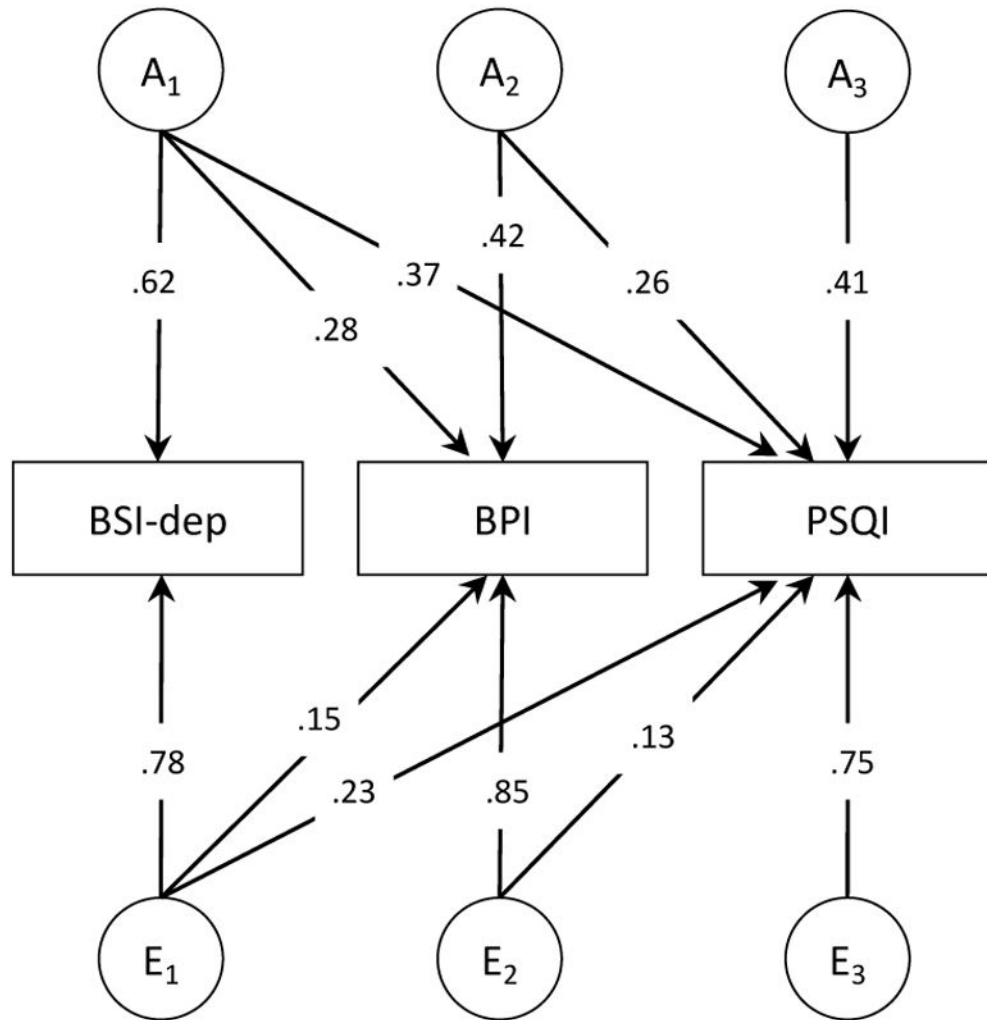 A₁ A₂ A₃
.42
.62 .37 .26 .41
.28
BSI-dep BPI PSQI
.15 .13
.78 .23 .85 .75
E₁ E₂ E₃